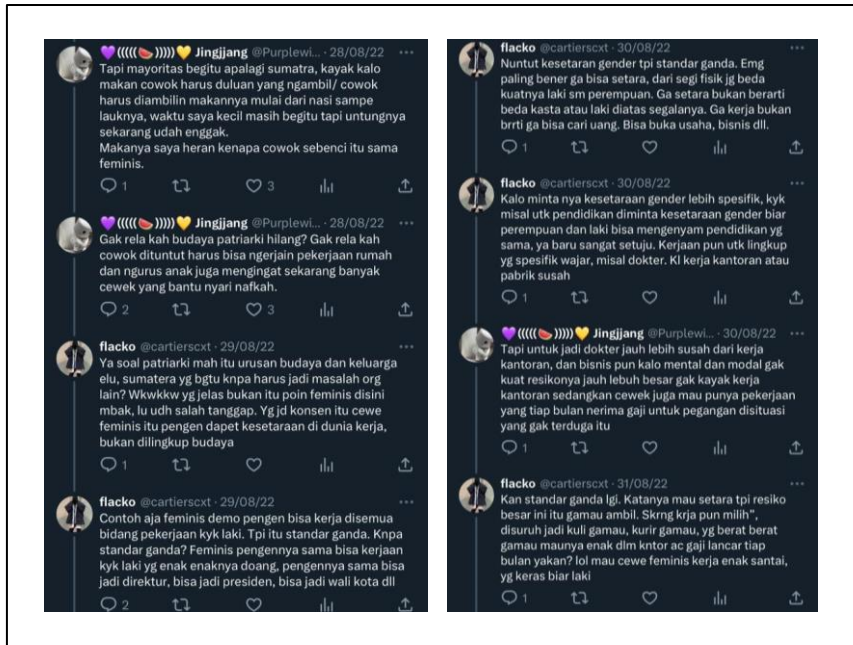 💜(((((🍉)))))💛 Jingjjang @Purplewi... · 28/08/22
Tapi mayoritas begitu apalagi sumatra, kayak kalo
makan cowok harus duluan yang ngambil/ cowok
harus diambilin makannya mulai dari nasi sampe
lauknya, waktu saya kecil masih begitu tapi untungnya
sekarang udah enggak.
Makanya saya heran kenapa cowok sebenci itu sama
feminis.
1 3
💜(((((🍉)))))💛 Jingjjang @Purplewi... · 28/08/22
Gak rela kah budaya patriarki hilang? Gak rela kah
cowok dituntut harus bisa ngerjain pekerjaan rumah
dan ngurus anak juga mengingat sekarang banyak
cewek yang bantu nyari nafkah.
2 3
flacko @cartierscxt · 29/08/22
Ya soal patriarki mah itu urusan budaya dan keluarga
elu, sumatera yg bgtu knpa harus jadi masalah org
lain? Wkwkkw yg jelas bukan itu poin feminis disini
mbak, lu udh salah tanggap. Yg jd konsen itu cewe
feminis itu pengen dapet kesetaraan di dunia kerja,
bukan dilingkup budaya
1
flacko @cartierscxt · 29/08/22
Contoh aja feminis demo pengen bisa kerja disemua
bidang pekerjaan kyk laki. Tpi itu standar ganda. Knpa
standar ganda? Feminis pengennya sama bisa kerjaan
kyk laki yg enak enaknya doang, pengennya sama bisa
jadi direktur, bisa jadi presiden, bisa jadi wali kota dll
2
flacko @cartierscxt · 30/08/22
Nuntut kesetaran gender tpi standar ganda. Emg
paling bener ga bisa setara, dari segi fisik jg beda
kuatnya laki sm perempuan. Ga setara bukan berarti
beda kasta atau laki diatas segalanya. Ga kerja bukan
brrti ga bisa cari uang. Bisa buka usaha, bisnis dll.
1
flacko @cartierscxt · 30/08/22
Kalo minta nya kesetaraan gender lebih spesifik, kyk
misal utk pendidikan diminta kesetaraan gender biar
perempuan dan laki bisa mengenyam pendidikan yg
sama, ya baru sangat setuju. Kerjaan pun utk lingkup
yg spesifik wajar, misal dokter. Kl kerja kantoran atau
pabrik susah
1
💜(((((🍉)))))💛 Jingjjang @Purplewi... · 30/08/22
Tapi untuk jadi dokter jauh lebih susah dari kerja
kantoran, dan bisnis pun kalo mental dan modal gak
kuat resikonya jauh lebuh besar gak kayak kerja
kantoran sedangkan cewek juga mau punya pekerjaan
yang tiap bulan nerima gaji untuk pegangan disituasi
yang gak terduga itu
1
flacko @cartierscxt · 31/08/22
Kan standar ganda lgi. Katanya mau setara tpi resiko
besar ini itu gamau ambil. Skrng krja pun milih”,
disuruh jadi kuli gamau, kurir gamau, yg berat berat
gamau maunya enak dlm kntor ac gaji lancar tiap
bulan yakan? lol mau cewe feminis kerja enak santai,
yg keras biar laki
1